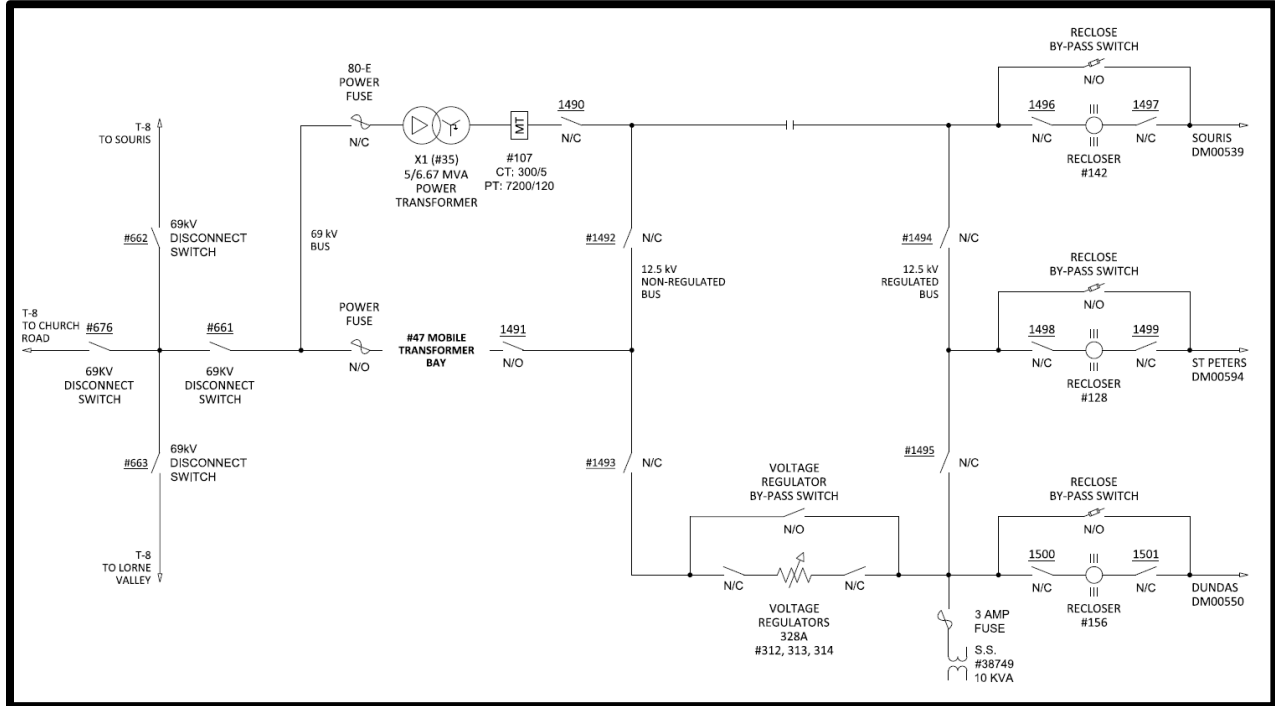 RECLOSE
BY-PASS SWITCH
N/O
80-E
POWER
FUSE
N/C
X1 (#35)
5/6.67 MVA
POWER
TRANSFORMER
MT
#107
CT: 300/5
PT: 7200/120
1490
N/C
1496
N/C
1497
N/C
RECLOSER
#142
SOURIS
DM00539
T-8
TO SOURIS
#662
69kV
DISCONNECT
SWITCH
69 kV
BUS
#1492
N/C
12.5 kV
NON-REGULATED
BUS
#1494
N/C
12.5 kV
REGULATED
BUS
RECLOSE
BY-PASS SWITCH
N/O
T-8
TO CHURCH
ROAD
#676
69KV
DISCONNECT
SWITCH
#661
69KV
DISCONNECT
SWITCH
POWER
FUSE
N/O
#47 MOBILE
TRANSFORMER
BAY
1491
N/O
1498
N/C
1499
N/C
RECLOSER
#128
ST PETERS
DM00594
#663
69kV
DISCONNECT
SWITCH
T-8
TO LORNE
VALLEY
#1493
N/C
#1495
N/C
VOLTAGE
REGULATOR
BY-PASS SWITCH
N/O
N/C
N/C
VOLTAGE
REGULATORS
328A
#312, 313, 314
RECLOSE
BY-PASS SWITCH
N/O
1500
N/C
1501
N/C
RECLOSER
#156
DUNDAS
DM00550
3 AMP
FUSE
S.S.
#38749
10 KVA